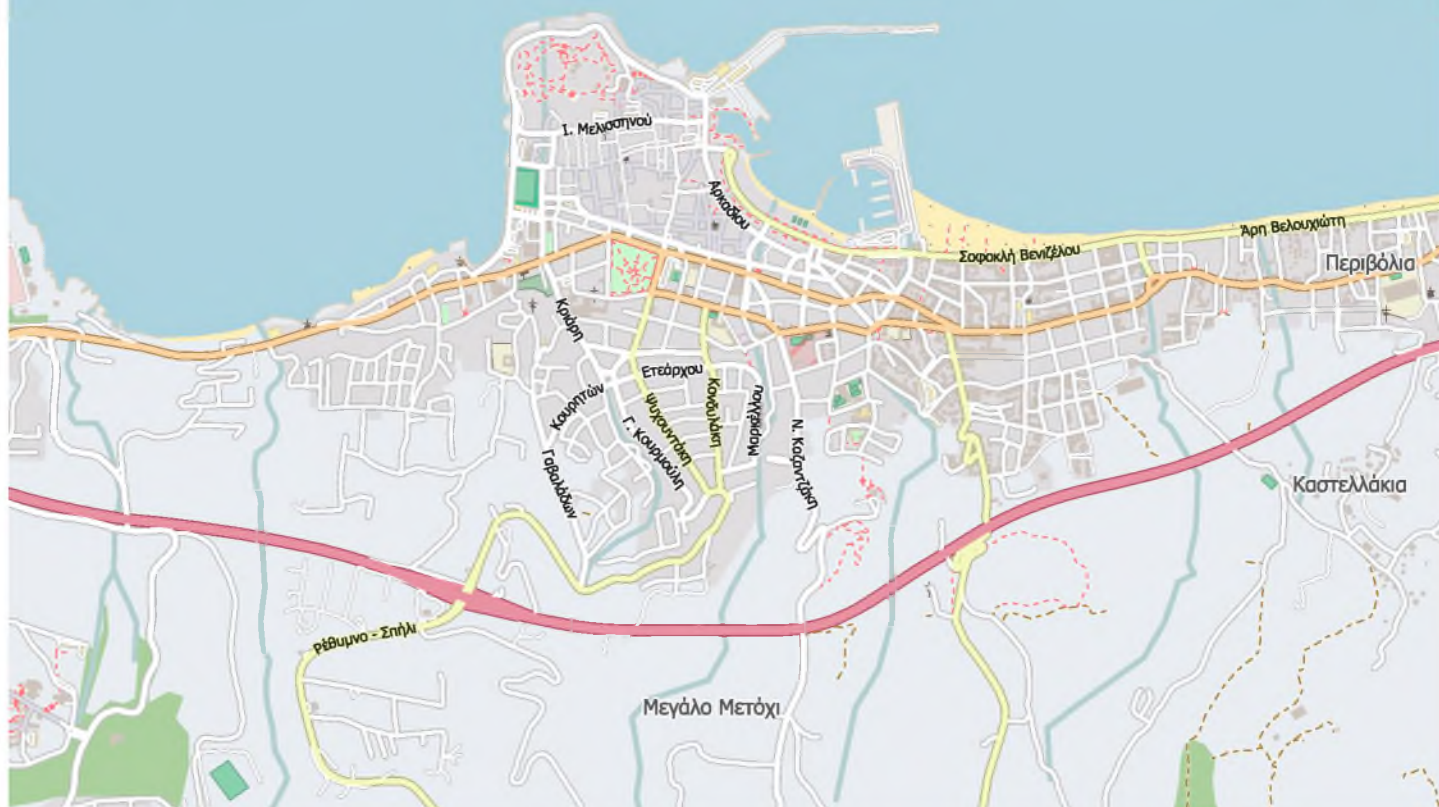 Ι. Μελισσηνού
Αρκαδίου
Άρη Βελουχιώτη
Σοφοκλή Βενιζέλου
Περιβόλια
Κριάρη
Ετεάρχου
Κουρητών
Ψυχουντάκη
Κονδυλάκη
Μαρκέλλου
Γ. Κουρμούλη
Ν. Καζαντζάκη
Γαβαλάδων
Καστελλάκια
Ρέθυμνο - Σπήλι
Μεγάλο Μετόχι